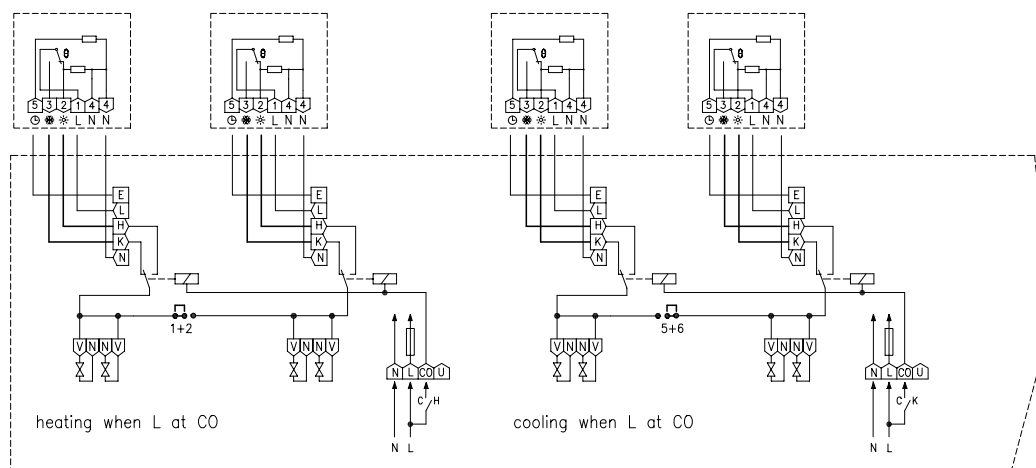 5 3 2 1 4 4 5 3 2 1 4 4 5 3 2 1 4 4 5 3 2 1 4 4
L N N L N N L N N L N N
E E E E
L L L L
H H H H
K K K K
N N N N
1+2 5+6
V N N V V N N V V N N V V N N V
N L CO U N L CO U
C H C K
heating when L at CO cooling when L at CO
N L N L